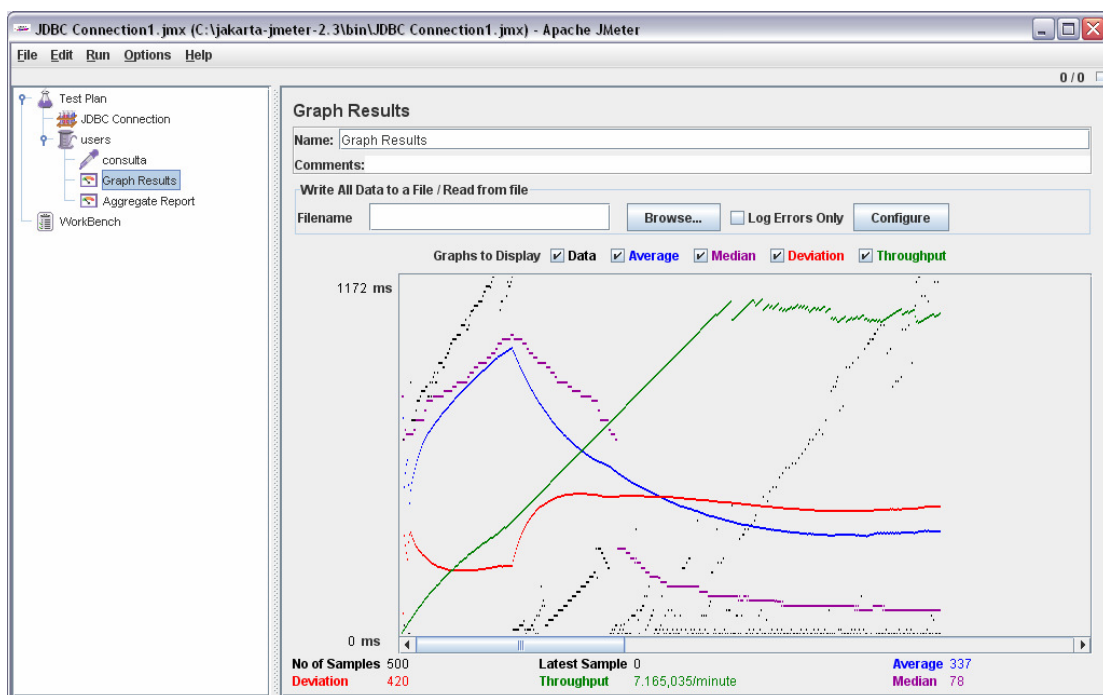 JDBC Connection1.jmx (C:\jakarta-jmeter-2.3\bin\JDBC Connection1.jmx) - Apache JMeter
File Edit Run Options Help
0 / 0
Test Plan
JDBC Connection
users
consulta
Graph Results
Aggregate Report
WorkBench
Graph Results
Name: Graph Results
Comments:
Write All Data to a File / Read from file
Filename Browse... Log Errors Only Configure
Graphs to Display Data Average Median Deviation Throughput
1172 ms
0 ms
No of Samples 500 Latest Sample 0 Average 337
Deviation 420 Throughput 7.165,035/minute Median 78